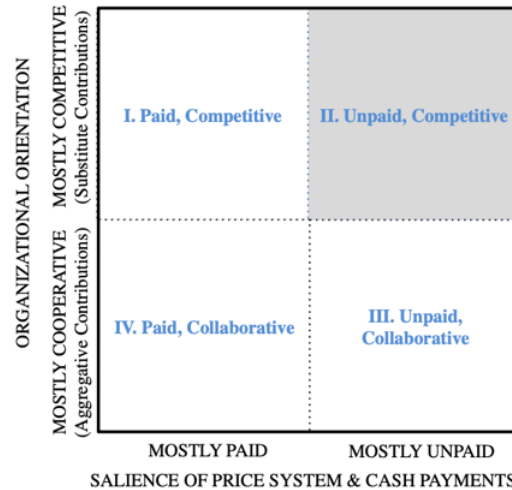 ORGANIZATIONAL ORIENTATION
MOSTLY COMPETITIVE
(Substitute Contributions)
I. Paid, Competitive
II. Unpaid, Competitive
MOSTLY COOPERATIVE
(Aggregative Contributions)
IV. Paid, Collaborative
III. Unpaid,
Collaborative
MOSTLY PAID
MOSTLY UNPAID
SALIENCE OF PRICE SYSTEM & CASH PAYMENTS